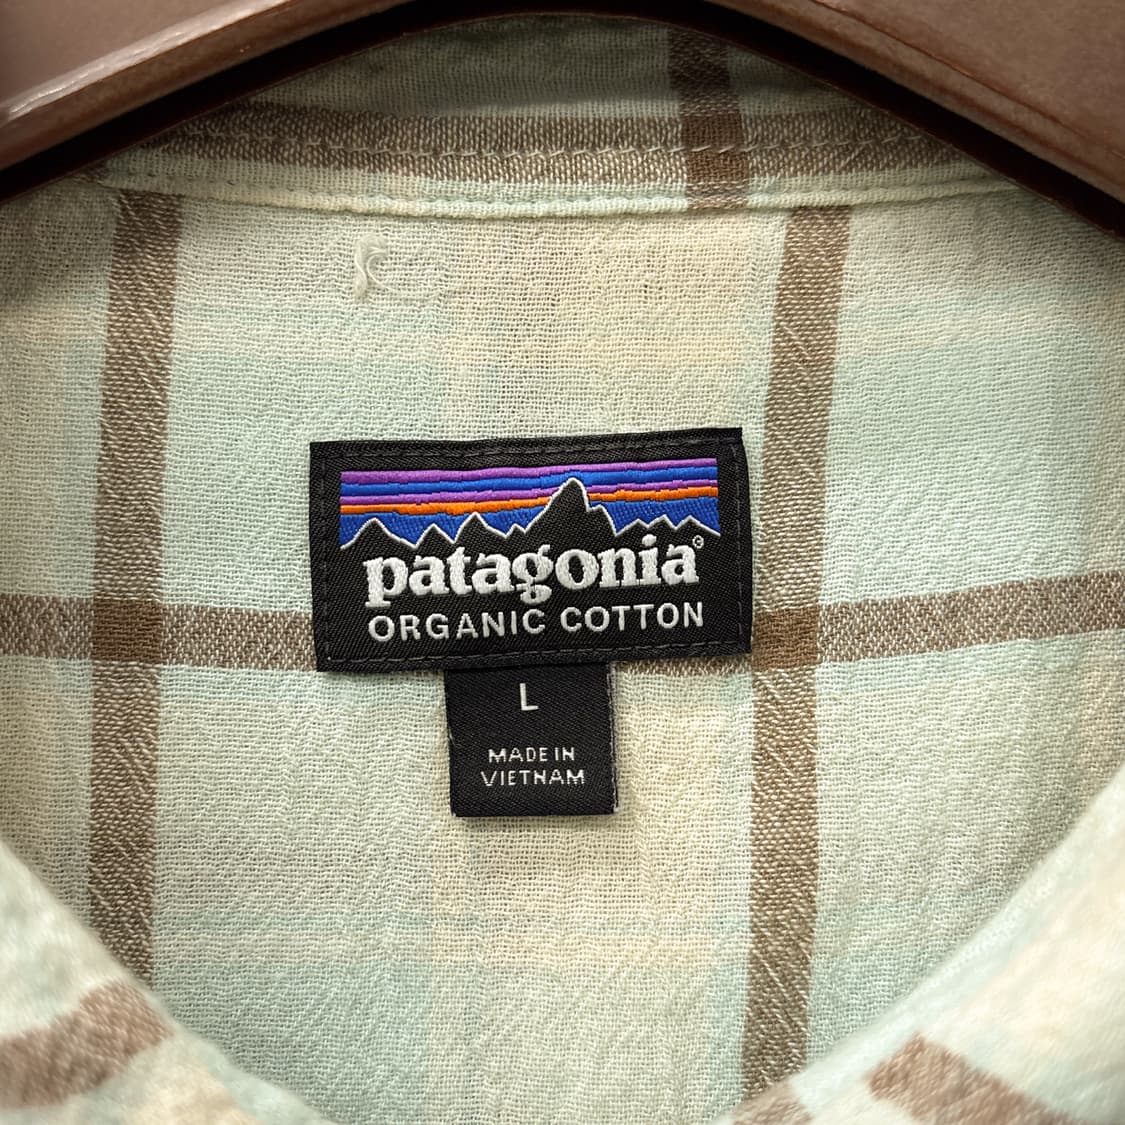 patagonia®
ORGANIC COTTON
L
MADE IN
VIETNAM